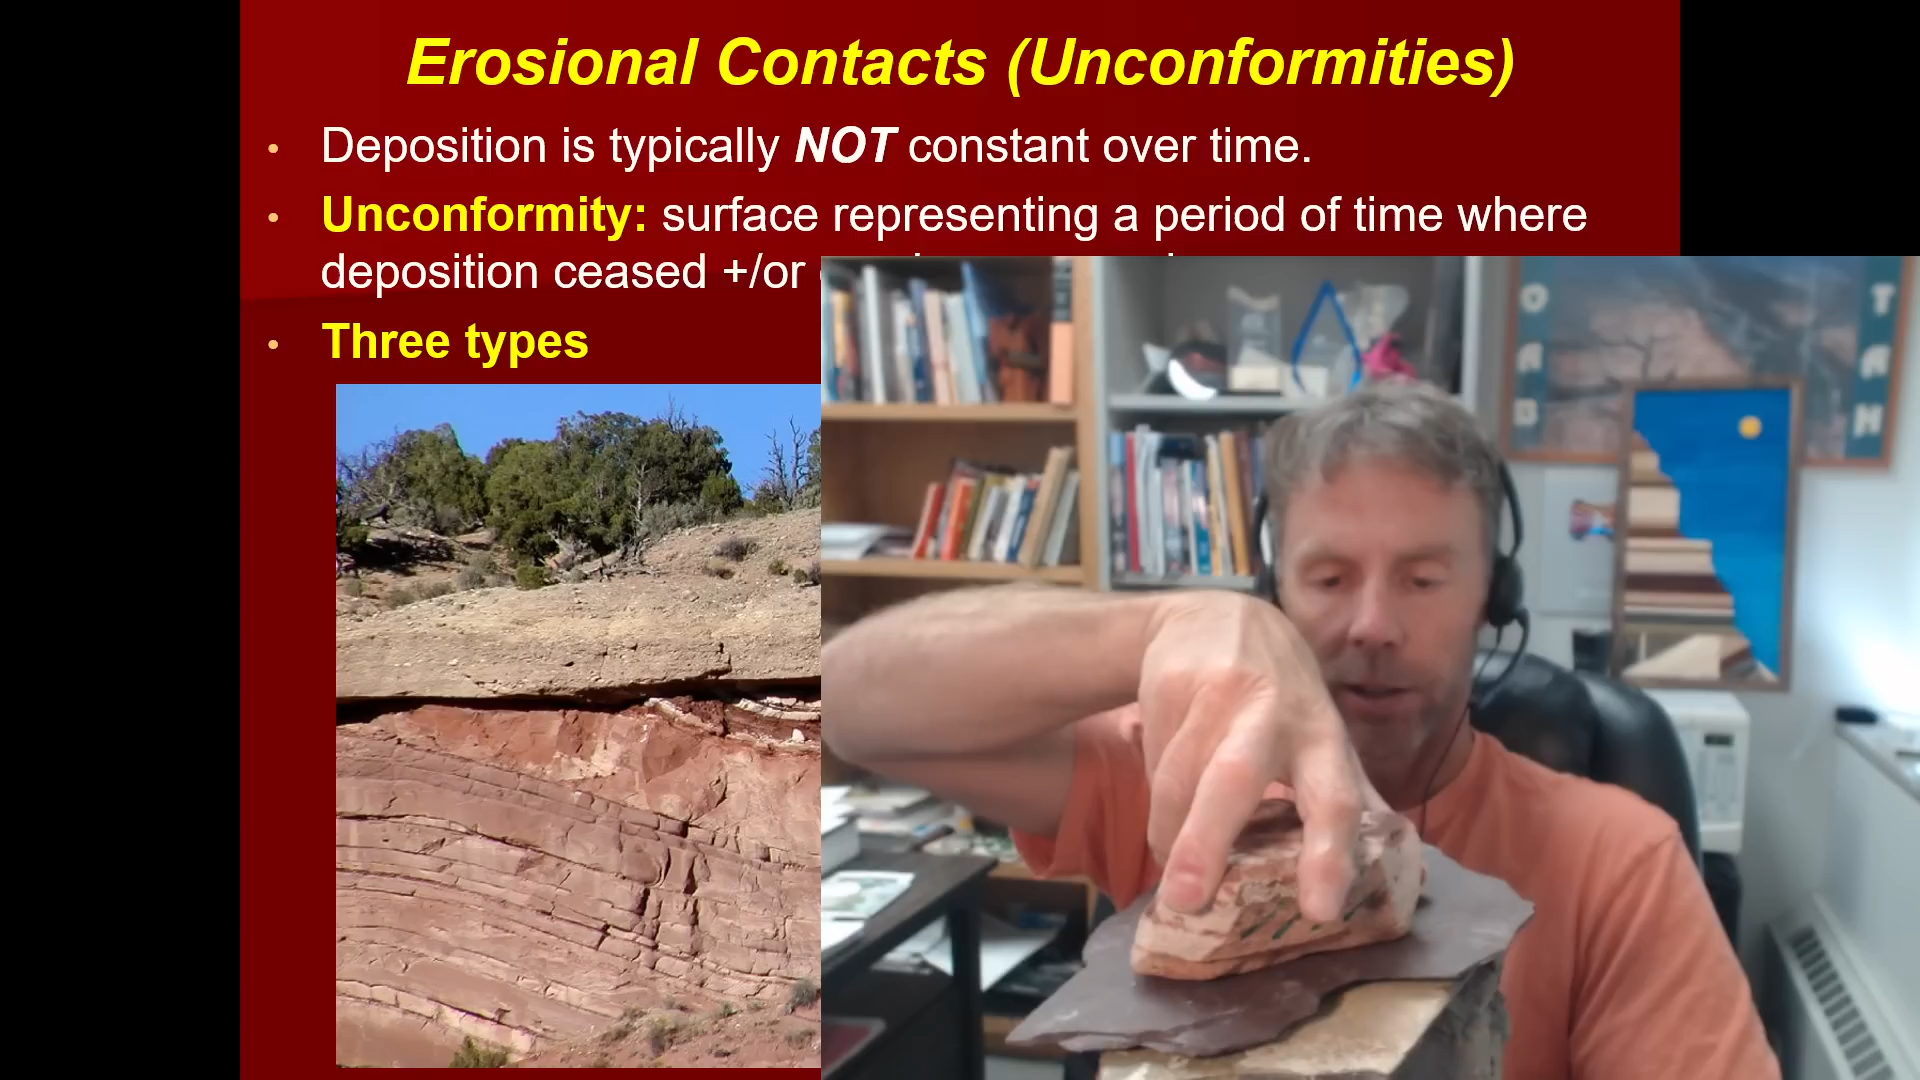 Erosional Contacts (Unconformities)
• Deposition is typically NOT constant over time.
• Unconformity: surface representing a period of time where
deposition ceased +/or
• Three types